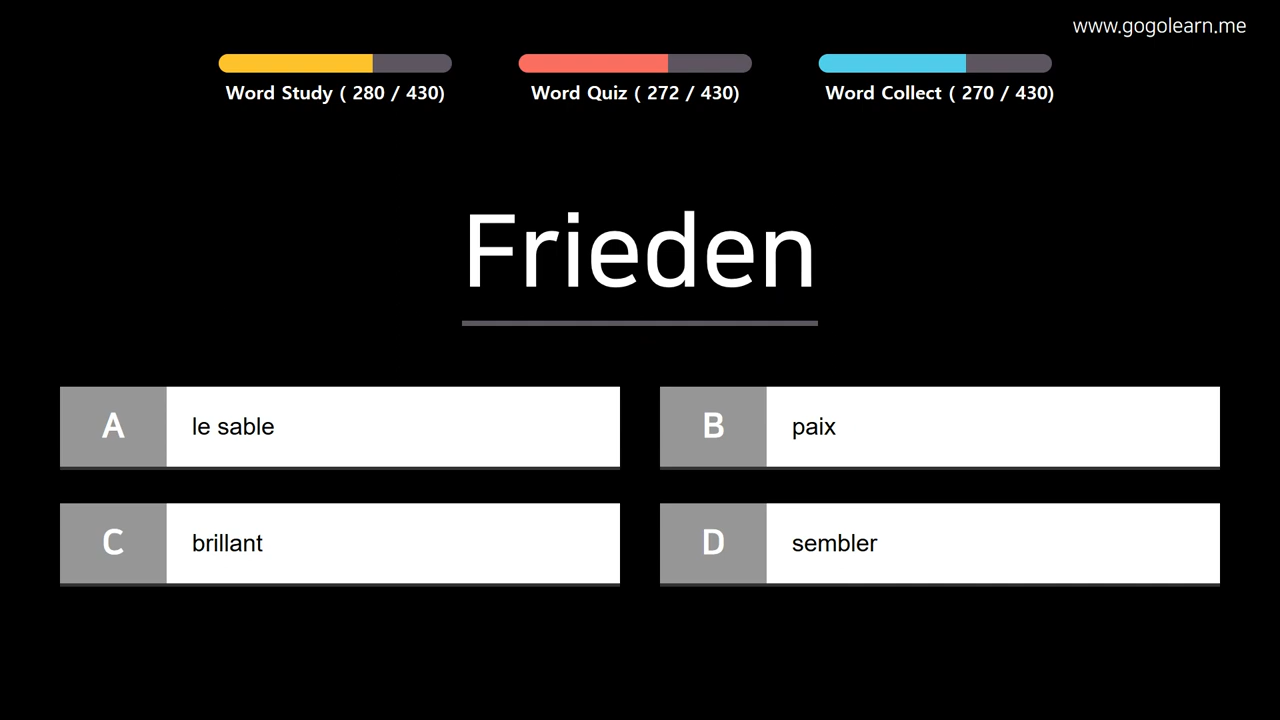 www.gogolearn.me
Word Study ( 280 / 430)
Word Quiz ( 272 / 430)
Word Collect ( 270 / 430)
Frieden
A le sable
B paix
C brillant
D sembler